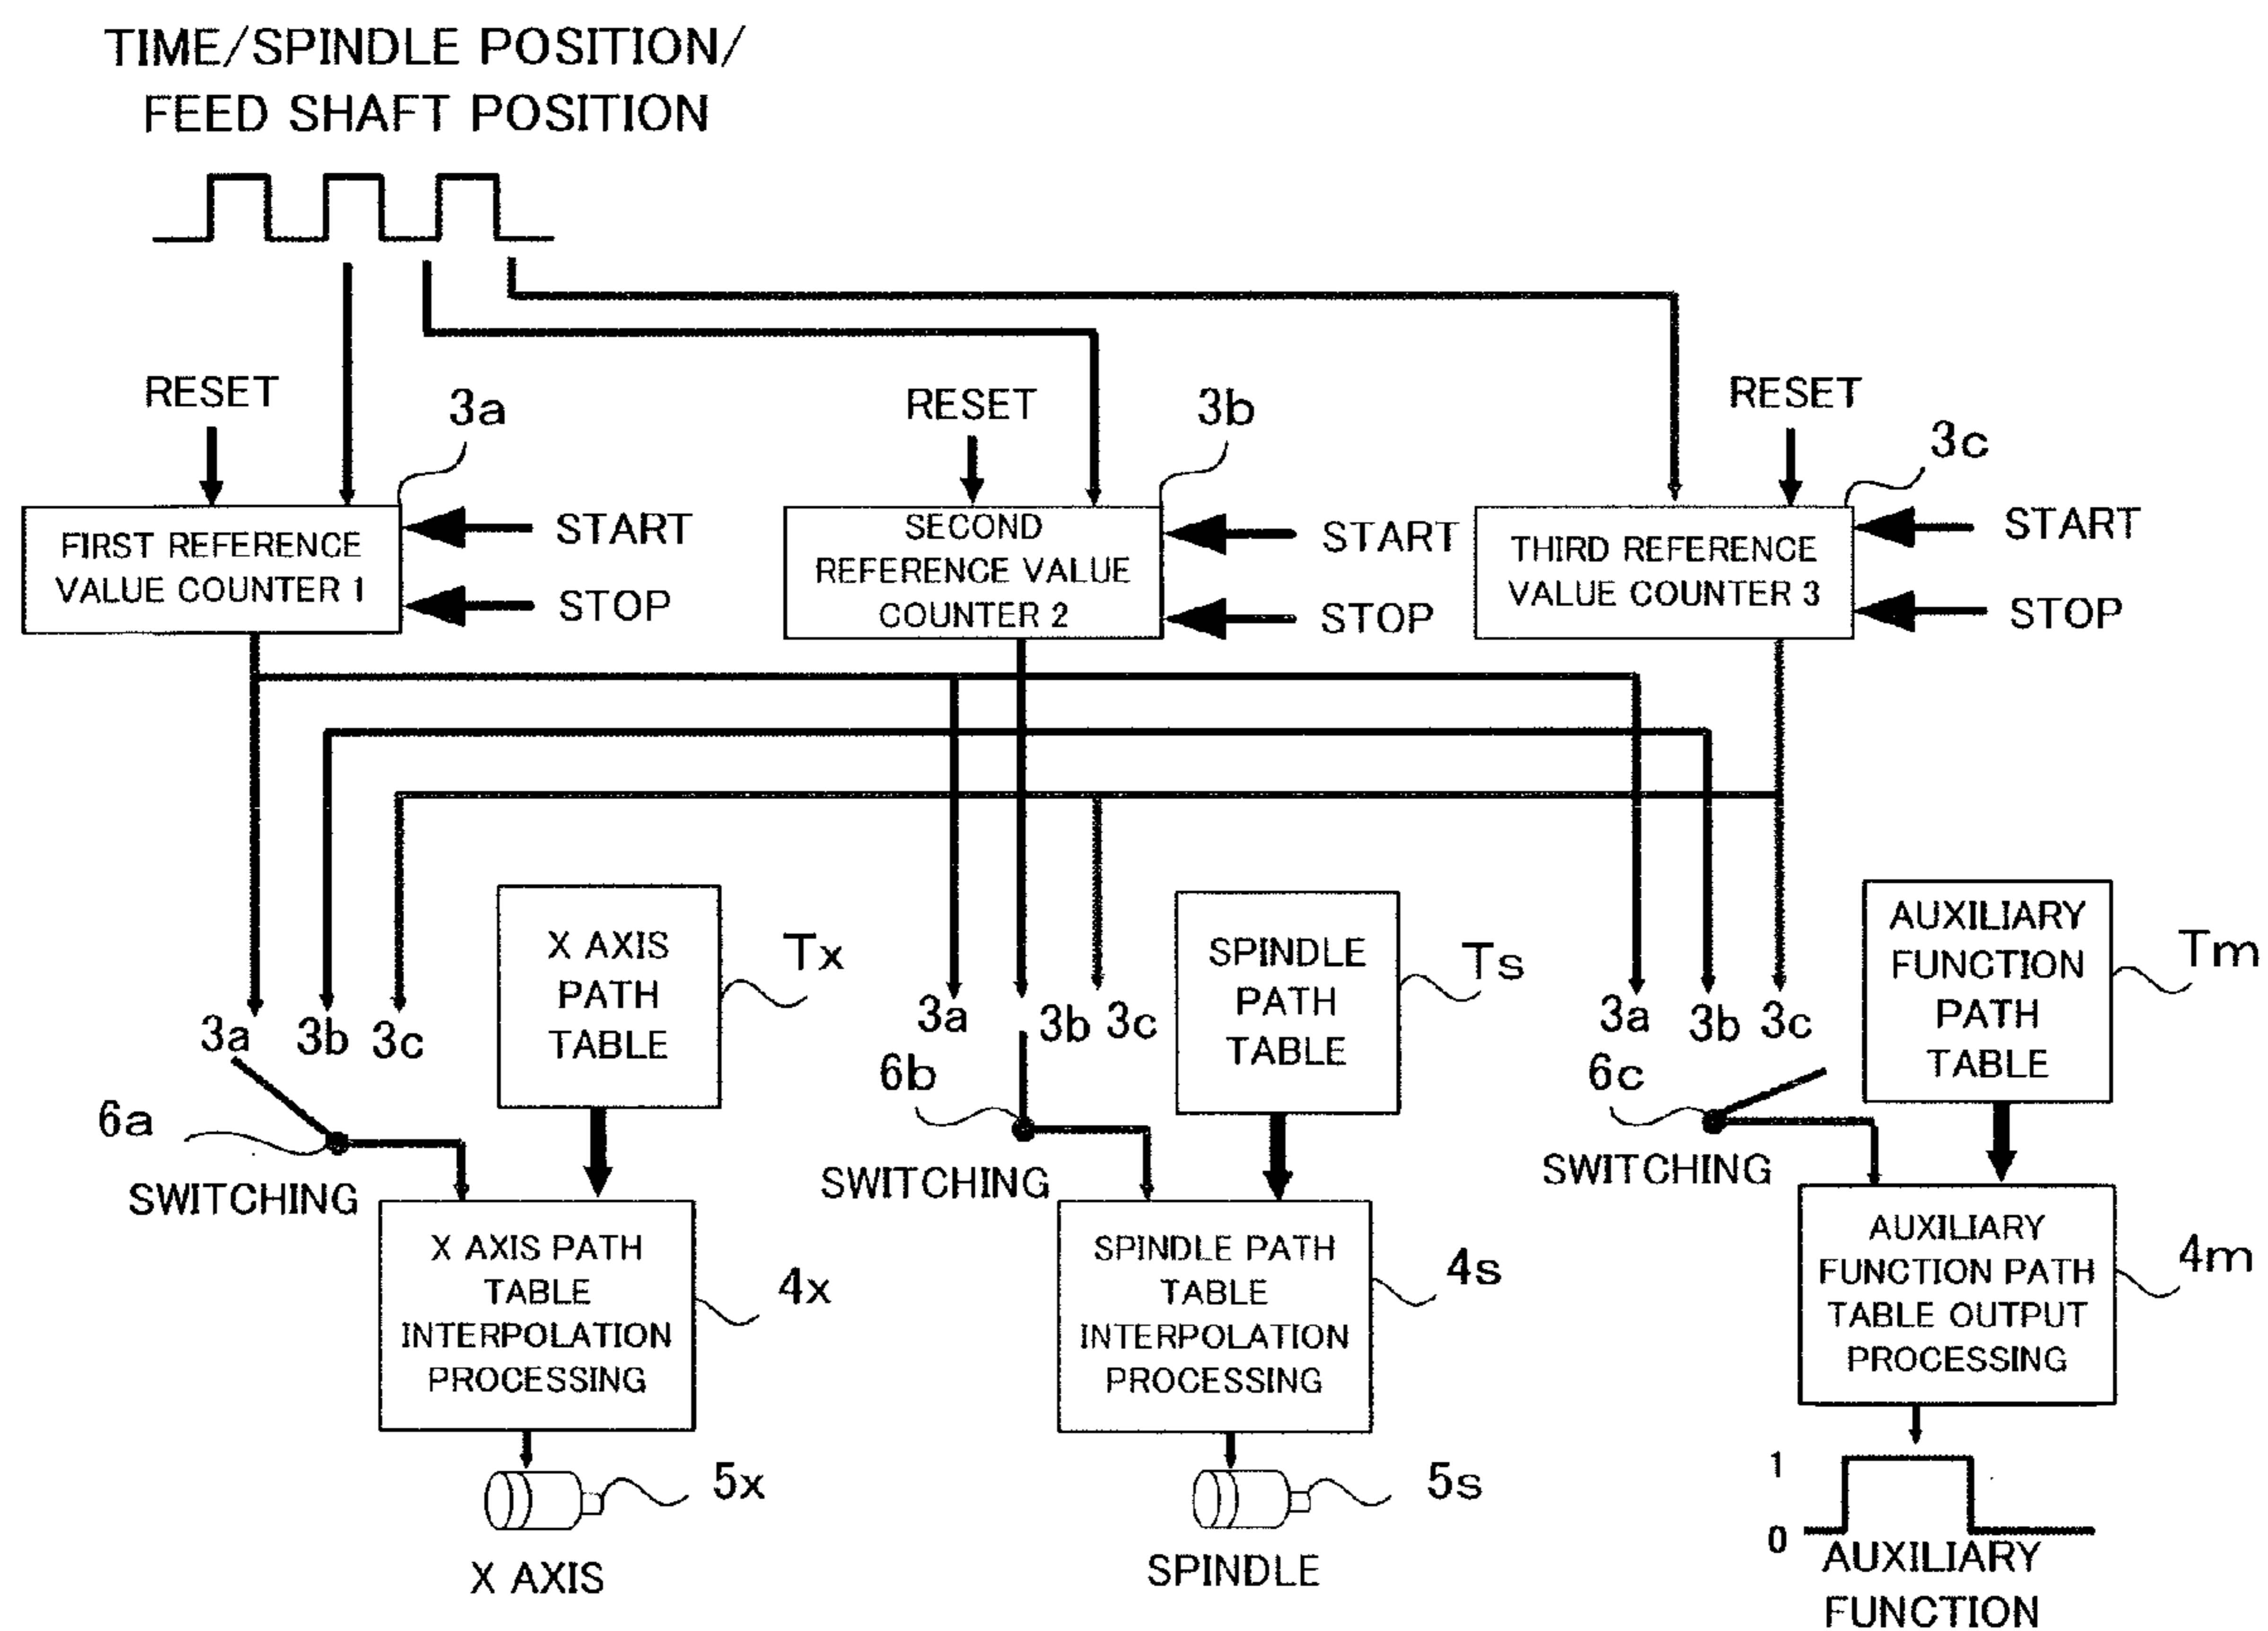 TIME/SPINDLE POSITION/
FEED SHAFT POSITION
RESET
3a
RESET
3b
RESET
3c
FIRST REFERENCE
VALUE COUNTER 1
START
STOP
SECOND
REFERENCE VALUE
COUNTER 2
START
STOP
THIRD REFERENCE
VALUE COUNTER 3
START
STOP
3a
3b
3c
X AXIS
PATH
TABLE
Tx
3a
3b
3c
SPINDLE
PATH
TABLE
Ts
3a
3b
3c
AUXILIARY
FUNCTION
PATH
TABLE
Tm
6a
SWITCHING
6b
SWITCHING
6c
SWITCHING
X AXIS PATH
TABLE
INTERPOLATION
PROCESSING
4x
SPINDLE PATH
TABLE
INTERPOLATION
PROCESSING
4s
AUXILIARY
FUNCTION PATH
TABLE OUTPUT
PROCESSING
4m
5x
X AXIS
5s
SPINDLE
1
0
AUXILIARY
FUNCTION